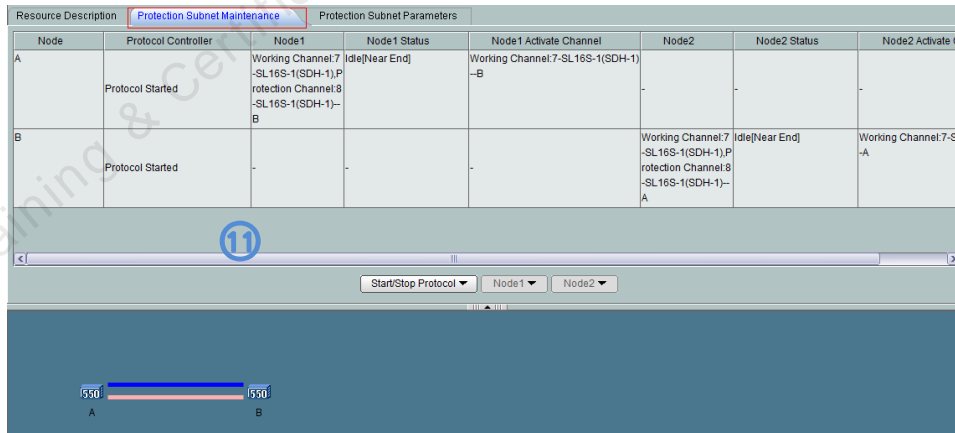 Resource Description Protection Subnet Maintenance Protection Subnet Parameters
Node Protocol Controller Node1 Node1 Status Node1 Activate Channel Node2 Node2 Status Node2 Activate
A Protocol Started Working Channel:7 Idle[Near End] Working Channel:7-SL16S-1(SDH-1) - -
-SL16S-1(SDH-1),P --B
rotection Channel:8
-SL16S-1(SDH-1)--
B
B Protocol Started - - - Working Channel:7 Idle[Near End] Working Channel:7-S
-SL16S-1(SDH-1),P -A
rotection Channel:8
-SL16S-1(SDH-1)--
A
11
Start/Stop Protocol Node1 Node2
550 550
A B